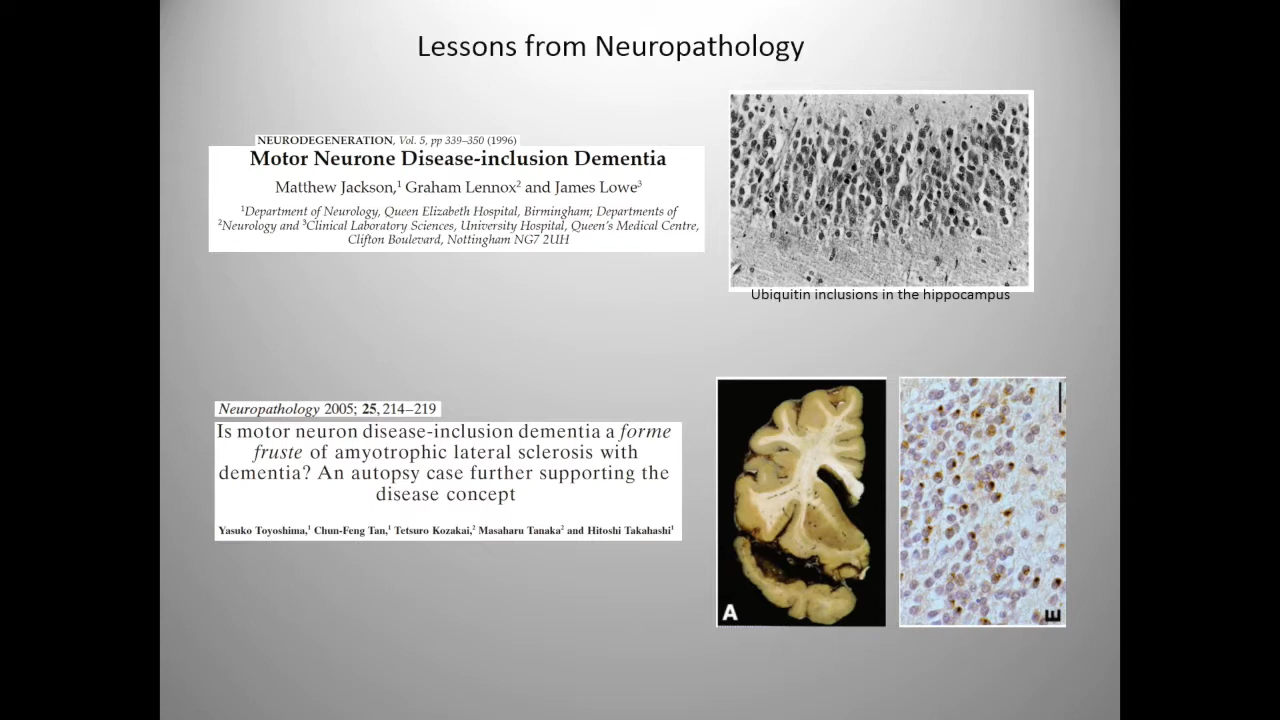 Lessons from Neuropathology
NEURODEGENERATION, Vol. 5, pp 339–350 (1996)
Motor Neurone Disease-inclusion Dementia
Matthew Jackson,¹ Graham Lennox² and James Lowe³
¹Department of Neurology, Queen Elizabeth Hospital, Birmingham; Departments of
²Neurology and ³Clinical Laboratory Sciences, University Hospital, Queen's Medical Centre,
Clifton Boulevard, Nottingham NG7 2UH
Ubiquitin inclusions in the hippocampus
Neuropathology 2005; 25, 214–219
Is motor neuron disease-inclusion dementia a forme
fruste of amyotrophic lateral sclerosis with
dementia? An autopsy case further supporting the
disease concept
Yasuko Toyoshima,¹ Chun-Feng Tan,¹ Tetsuro Kozakai,² Masaharu Tanaka² and Hitoshi Takahashi¹
A
E